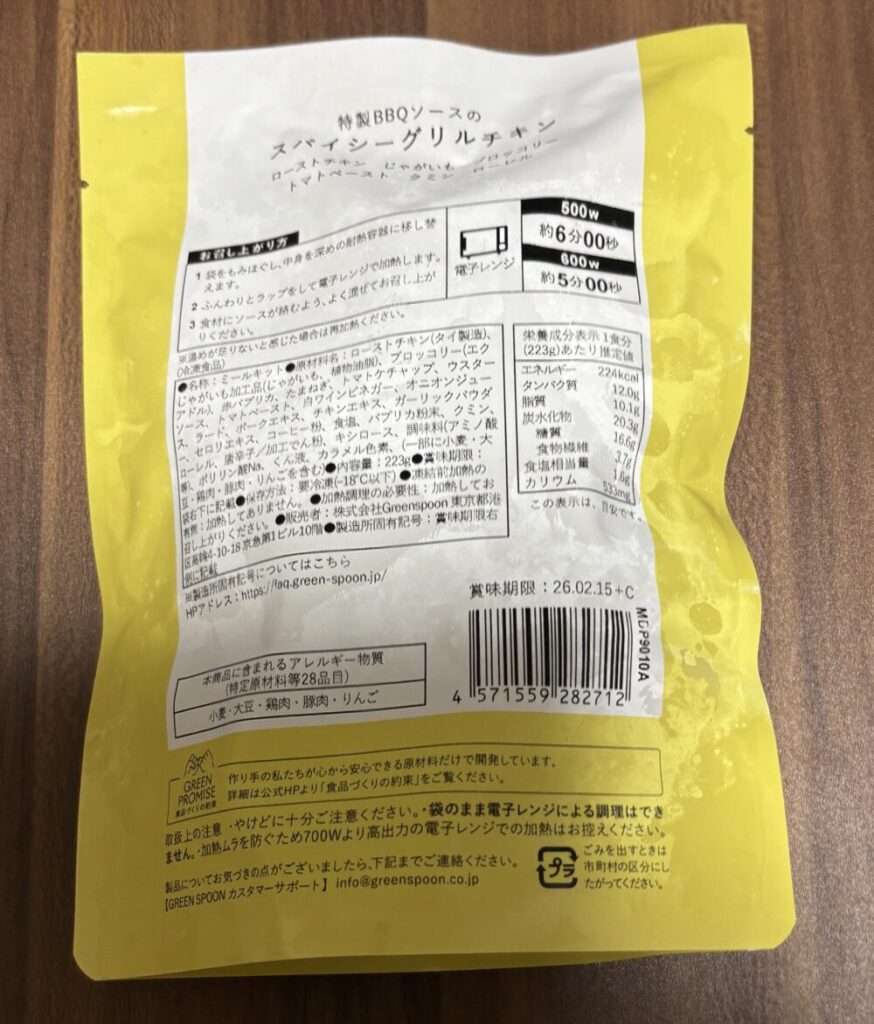 特製BBQソースの
スパイシーグリルチキン
ローストチキン じゃがいも ブロッコリー
トマトペースト クミン ローレル
お召し上がり方
1 袋をもみほぐし、中身を深めの耐熱容器に移し替
えます。
2 ふんわりとラップをして電子レンジで加熱します。
3 食材にソースが絡むよう、よく混ぜてお召し上が
りください。
※温めが足りないと感じた場合は再加熱ください。
電子レンジ
500w
約6分00秒
600w
約5分00秒
(冷凍食品)
●名称：ミールキット●原材料名：ローストチキン(タイ製造)、
じゃがいも加工品(じゃがいも、植物油脂)、ブロッコリー(エク
アドル)、赤パプリカ、たまねぎ、トマトケチャップ、ウスター
ソース、トマトペースト、白ワインビネガー、オニオンジュー
ス、ラード、ポークエキス、チキンエキス、ガーリックパウダ
ー、セロリエキス、コーヒー粉、食塩、パプリカ粉末、クミン、
ローレル、唐辛子／加工でん粉、キシロース、調味料(アミノ酸
等)、ポリリン酸Na、くん液、カラメル色素、(一部に小麦・大
豆・鶏肉・豚肉・りんごを含む)●内容量：223g●賞味期限：
袋右下に記載●保存方法：要冷凍(-18℃以下)●凍結前加熱の
有無：加熱してありません。●加熱調理の必要性：加熱してお
召し上がりください。●販売者：株式会社Greenspoon 東京都港
区高輪4-10-18 京急第1ビル10階●製造所固有記号：賞味期限右
側に記載
※製造所固有記号についてはこちら
HPアドレス：https://faq.green-spoon.jp/
栄養成分表示 1食分
(223g)あたり推定値
エネルギー 224kcal
タンパク質 12.0g
脂質 10.1g
炭水化物 20.3g
糖質 16.6g
食物繊維 3.7g
食塩相当量 1.6g
カリウム 533mg
この表示は、目安です。
賞味期限：26.02.15+C
MDP9010A
4 571559 282712
本商品に含まれるアレルギー物質
(特定原材料等28品目)
小麦・大豆・鶏肉・豚肉・りんご
GREEN
PROMISE
食品づくりの約束
作り手の私たちが心から安心できる原材料だけで開発しています。
詳細は公式HPより「食品づくりの約束」をご覧ください。
取扱上の注意 ・やけどに十分ご注意ください。・袋のまま電子レンジによる調理はでき
ません。・加熱ムラを防ぐため700Wより高出力の電子レンジでの加熱はお控えください。
製品についてお気づきの点がございましたら、下記までご連絡ください。
【GREEN SPOON カスタマーサポート】 info@greenspoon.co.jp
プラ
ごみを出すときは
市町村の区分にし
たがってください。